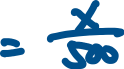 = x/500